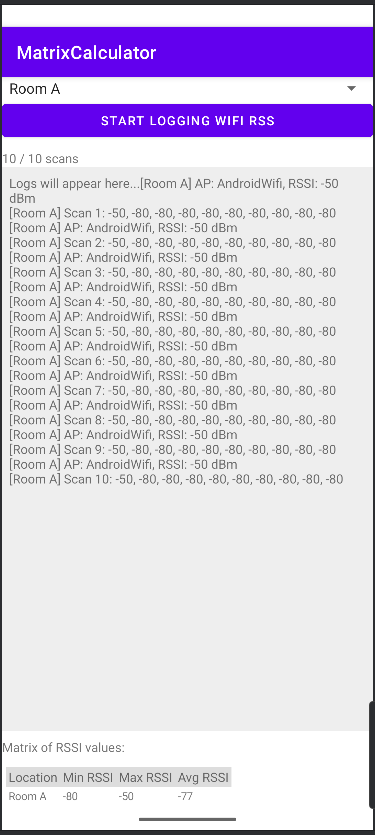 MatrixCalculator
Room A
START LOGGING WIFI RSS
10 / 10 scans
Logs will appear here...[Room A] AP: AndroidWifi, RSSI: -50
dBm
[Room A] Scan 1: -50, -80, -80, -80, -80, -80, -80, -80, -80, -80
[Room A] AP: AndroidWifi, RSSI: -50 dBm
[Room A] Scan 2: -50, -80, -80, -80, -80, -80, -80, -80, -80, -80
[Room A] AP: AndroidWifi, RSSI: -50 dBm
[Room A] Scan 3: -50, -80, -80, -80, -80, -80, -80, -80, -80, -80
[Room A] AP: AndroidWifi, RSSI: -50 dBm
[Room A] Scan 4: -50, -80, -80, -80, -80, -80, -80, -80, -80, -80
[Room A] AP: AndroidWifi, RSSI: -50 dBm
[Room A] Scan 5: -50, -80, -80, -80, -80, -80, -80, -80, -80, -80
[Room A] AP: AndroidWifi, RSSI: -50 dBm
[Room A] Scan 6: -50, -80, -80, -80, -80, -80, -80, -80, -80, -80
[Room A] AP: AndroidWifi, RSSI: -50 dBm
[Room A] Scan 7: -50, -80, -80, -80, -80, -80, -80, -80, -80, -80
[Room A] AP: AndroidWifi, RSSI: -50 dBm
[Room A] Scan 8: -50, -80, -80, -80, -80, -80, -80, -80, -80, -80
[Room A] AP: AndroidWifi, RSSI: -50 dBm
[Room A] Scan 9: -50, -80, -80, -80, -80, -80, -80, -80, -80, -80
[Room A] AP: AndroidWifi, RSSI: -50 dBm
[Room A] Scan 10: -50, -80, -80, -80, -80, -80, -80, -80, -80, -80
Matrix of RSSI values:
Location Min RSSI Max RSSI Avg RSSI
Room A -80 -50 -77